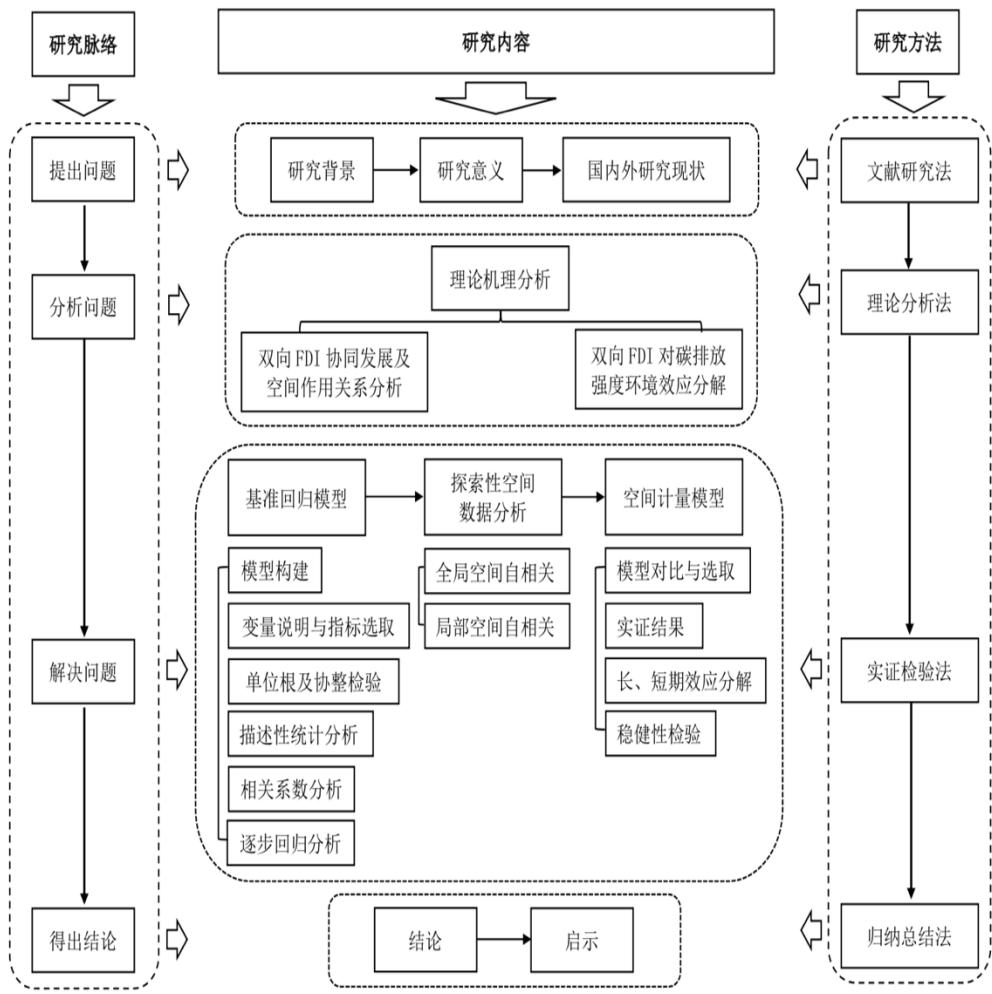 研究脉络
研究内容
研究方法
提出问题
研究背景
研究意义
国内外研究现状
文献研究法
分析问题
理论机理分析
双向FDI协同发展及
空间作用关系分析
双向FDI对碳排放
强度环境效应分解
理论分析法
解决问题
基准回归模型
探索性空间
数据分析
空间计量模型
模型构建
变量说明与指标选取
单位根及协整检验
描述性统计分析
相关系数分析
逐步回归分析
全局空间自相关
局部空间自相关
模型对比与选取
实证结果
长、短期效应分解
稳健性检验
实证检验法
得出结论
结论
启示
归纳总结法